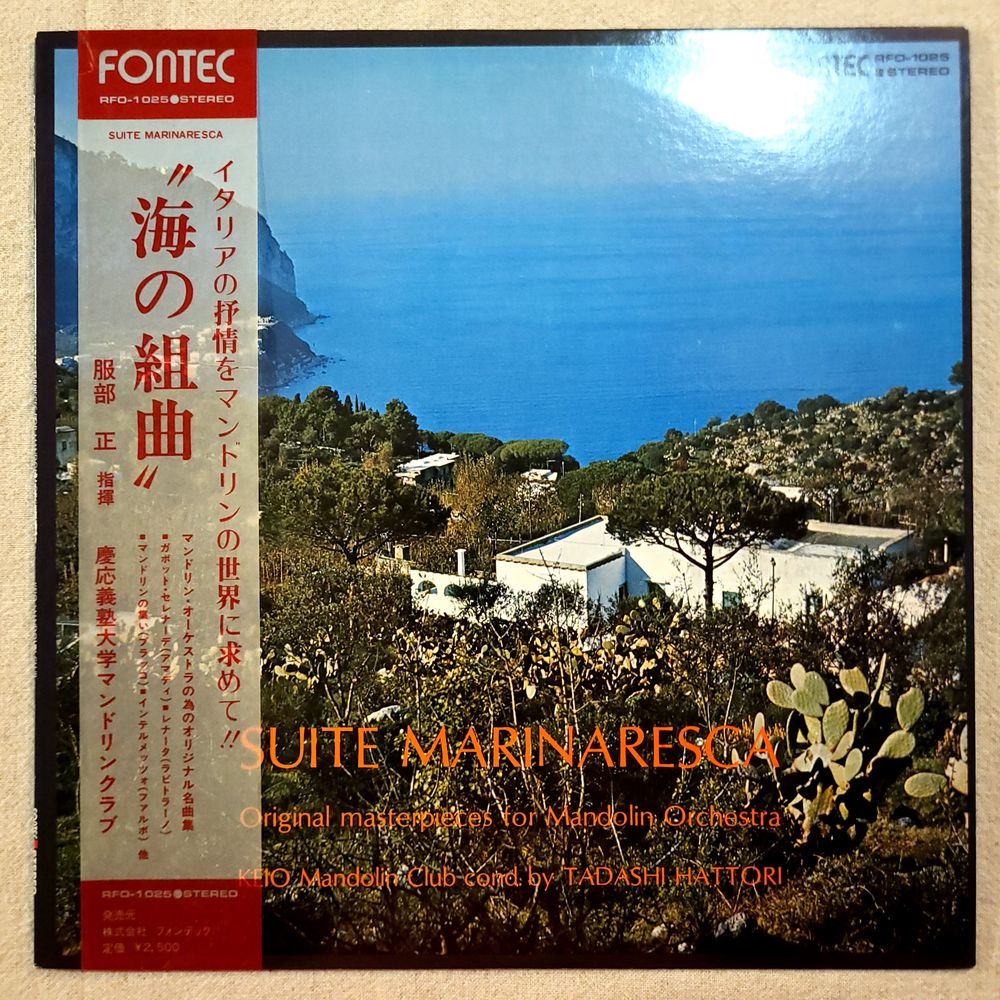 FONTEC
RFO-1025●STEREO
SUITE MARINARESCA
イタリアの抒情をマンドリンの世界に求めて!!
"海の組曲"
服部 正 指揮 慶応義塾大学マンドリンクラブ
マンドリン・オーケストラの為のオリジナル名曲集
■ガボット・セレナーデ(アマディ)■レナータ(ラビトラーノ)
■マンドリンの集い(フラッコ)■インテルメッツォ(ファルボ) 他
RFO-1025●STEREO
発売元
株式会社 フォンテック
定価 ¥2,500
TEC RFO-1025
STEREO
SUITE MARINARESCA
Original masterpieces for Mandolin Orchestra
KEIO Mandolin Club cond. by TADASHI HATTORI